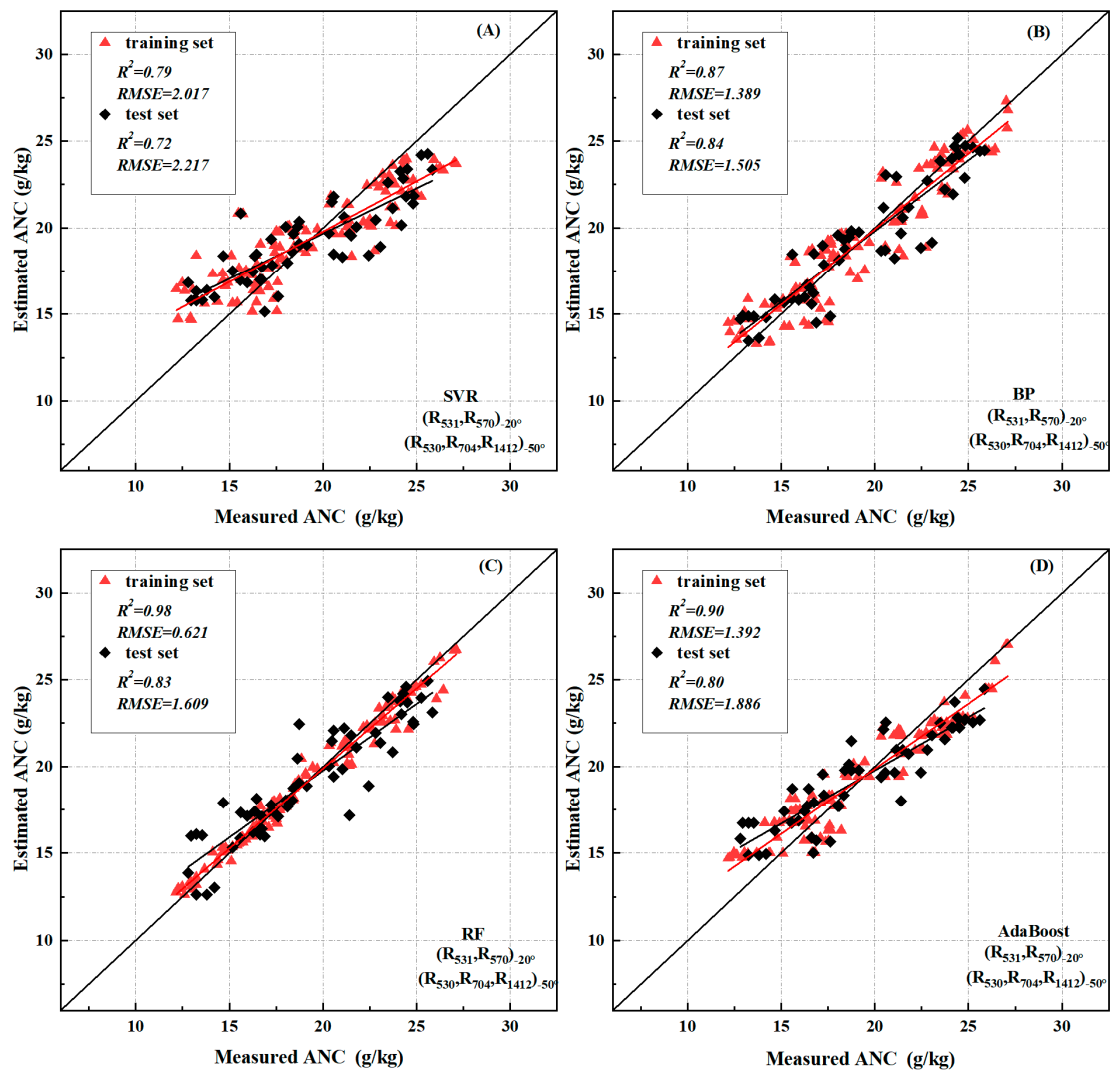 (A)
training set
R²=0.79
RMSE=2.017
test set
R²=0.72
RMSE=2.217
30
25
20
15
10
Estimated ANC (g/kg)
SVR
(R531,R570)-20°
(R530,R704,R1412)-50°
10 15 20 25 30
Measured ANC (g/kg)
(B)
training set
R²=0.87
RMSE=1.389
test set
R²=0.84
RMSE=1.505
30
25
20
15
10
Estimated ANC (g/kg)
BP
(R531,R570)-20°
(R530,R704,R1412)-50°
10 15 20 25 30
Measured ANC (g/kg)
(C)
training set
R²=0.98
RMSE=0.621
test set
R²=0.83
RMSE=1.609
30
25
20
15
10
Estimated ANC (g/kg)
RF
(R531,R570)-20°
(R530,R704,R1412)-50°
10 15 20 25 30
Measured ANC (g/kg)
(D)
training set
R²=0.90
RMSE=1.392
test set
R²=0.80
RMSE=1.886
30
25
20
15
10
Estimated ANC (g/kg)
AdaBoost
(R531,R570)-20°
(R530,R704,R1412)-50°
10 15 20 25 30
Measured ANC (g/kg)